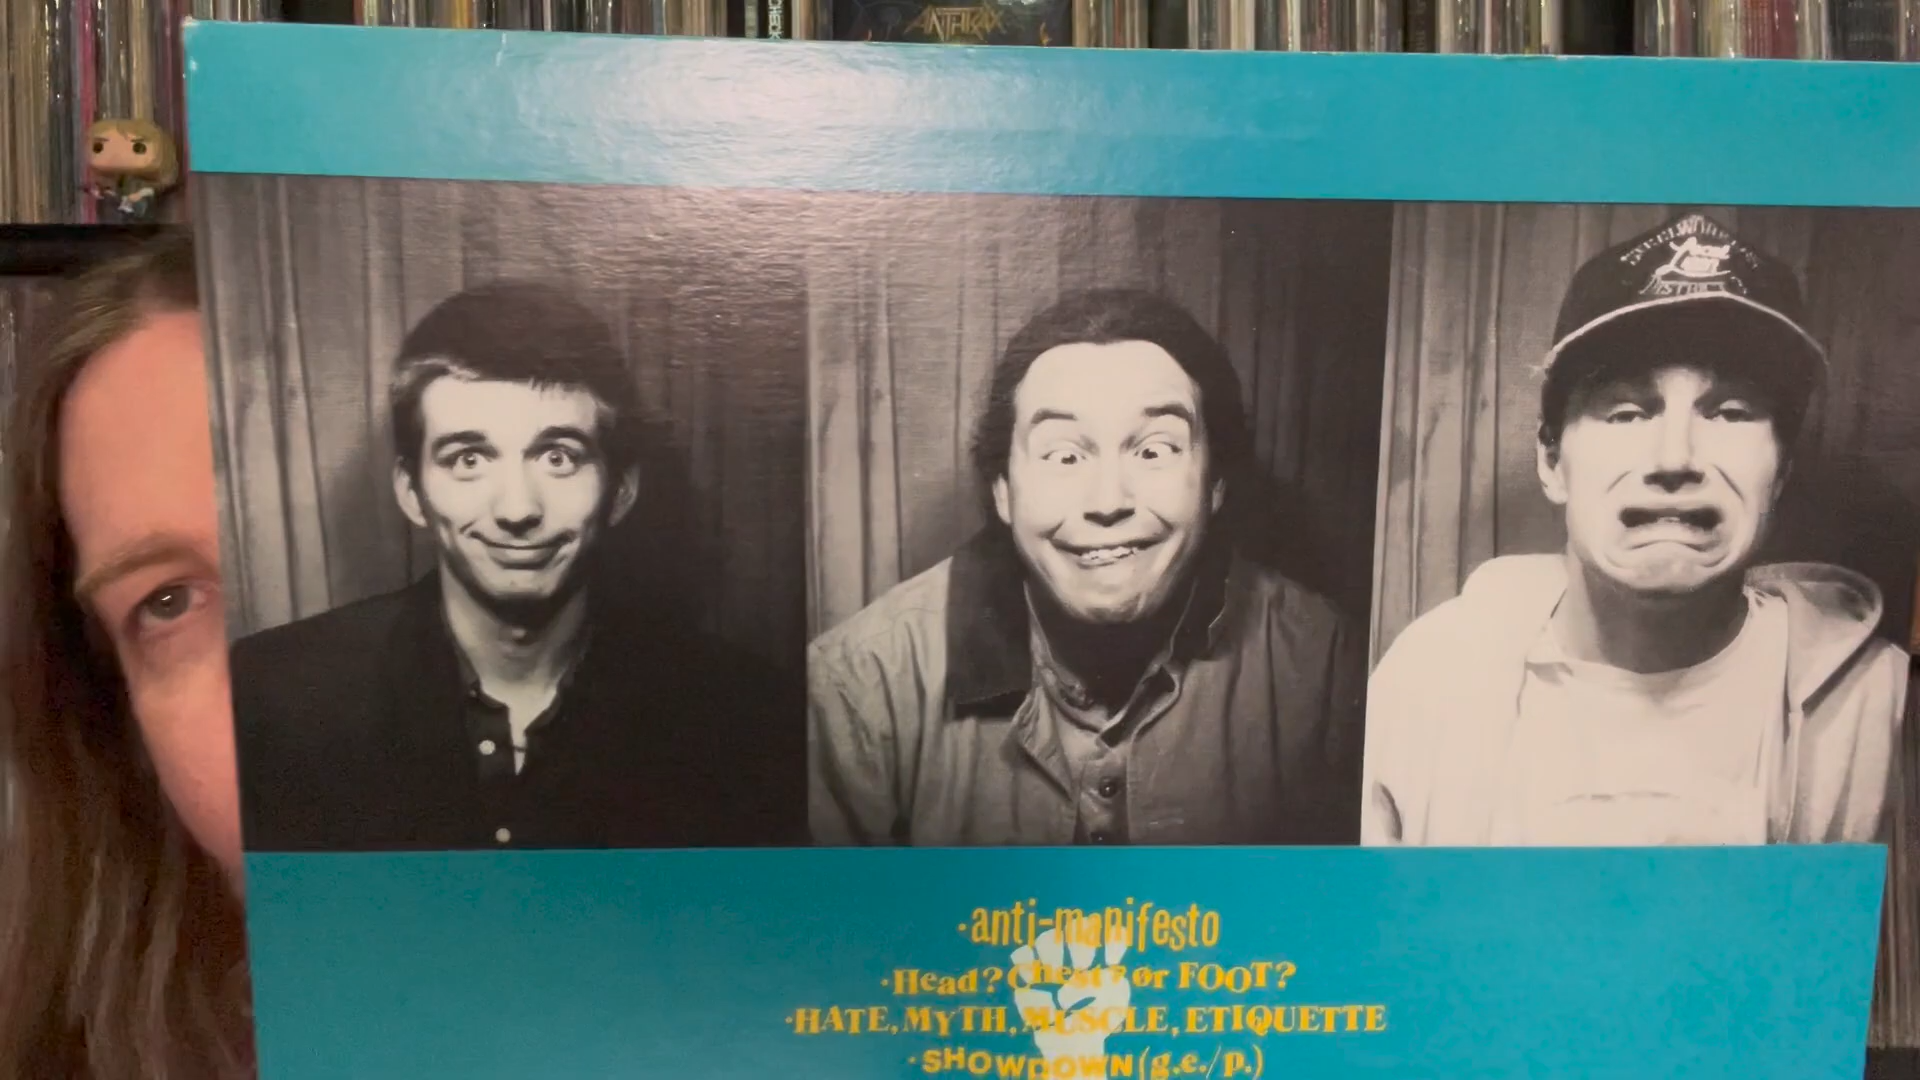 ANTHRAX
·anti-manifesto
·Head? Chest? or FOOT?
·HATE, MYTH, MUSCLE, ETIQUETTE
·SHOWDOWN (g.e./p.)